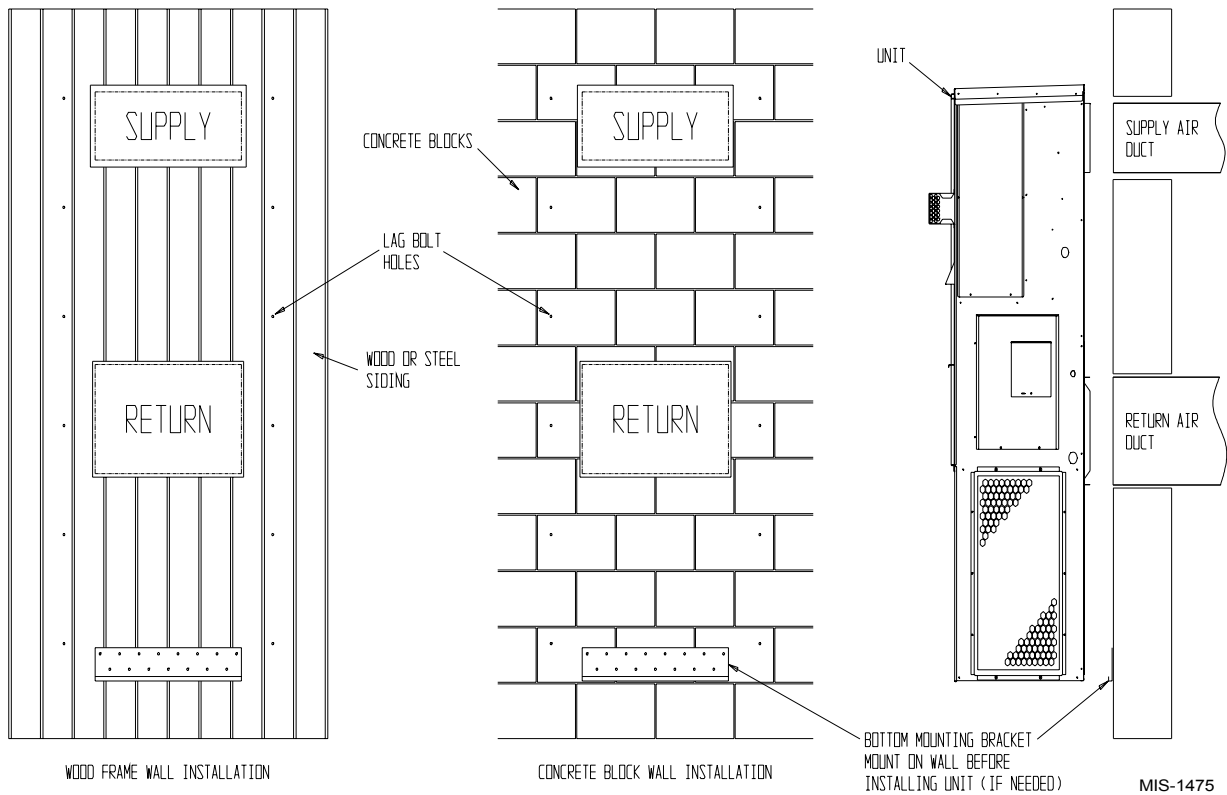 UNIT
SUPPLY
SUPPLY
SUPPLY AIR
DUCT
CONCRETE BLOCKS
LAG BOLT
HOLES
WOOD OR STEEL
SIDING
RETURN
RETURN
RETURN AIR
DUCT
WOOD FRAME WALL INSTALLATION
CONCRETE BLOCK WALL INSTALLATION
BOTTOM MOUNTING BRACKET
MOUNT ON WALL BEFORE
INSTALLING UNIT (IF NEEDED)
MIS-1475